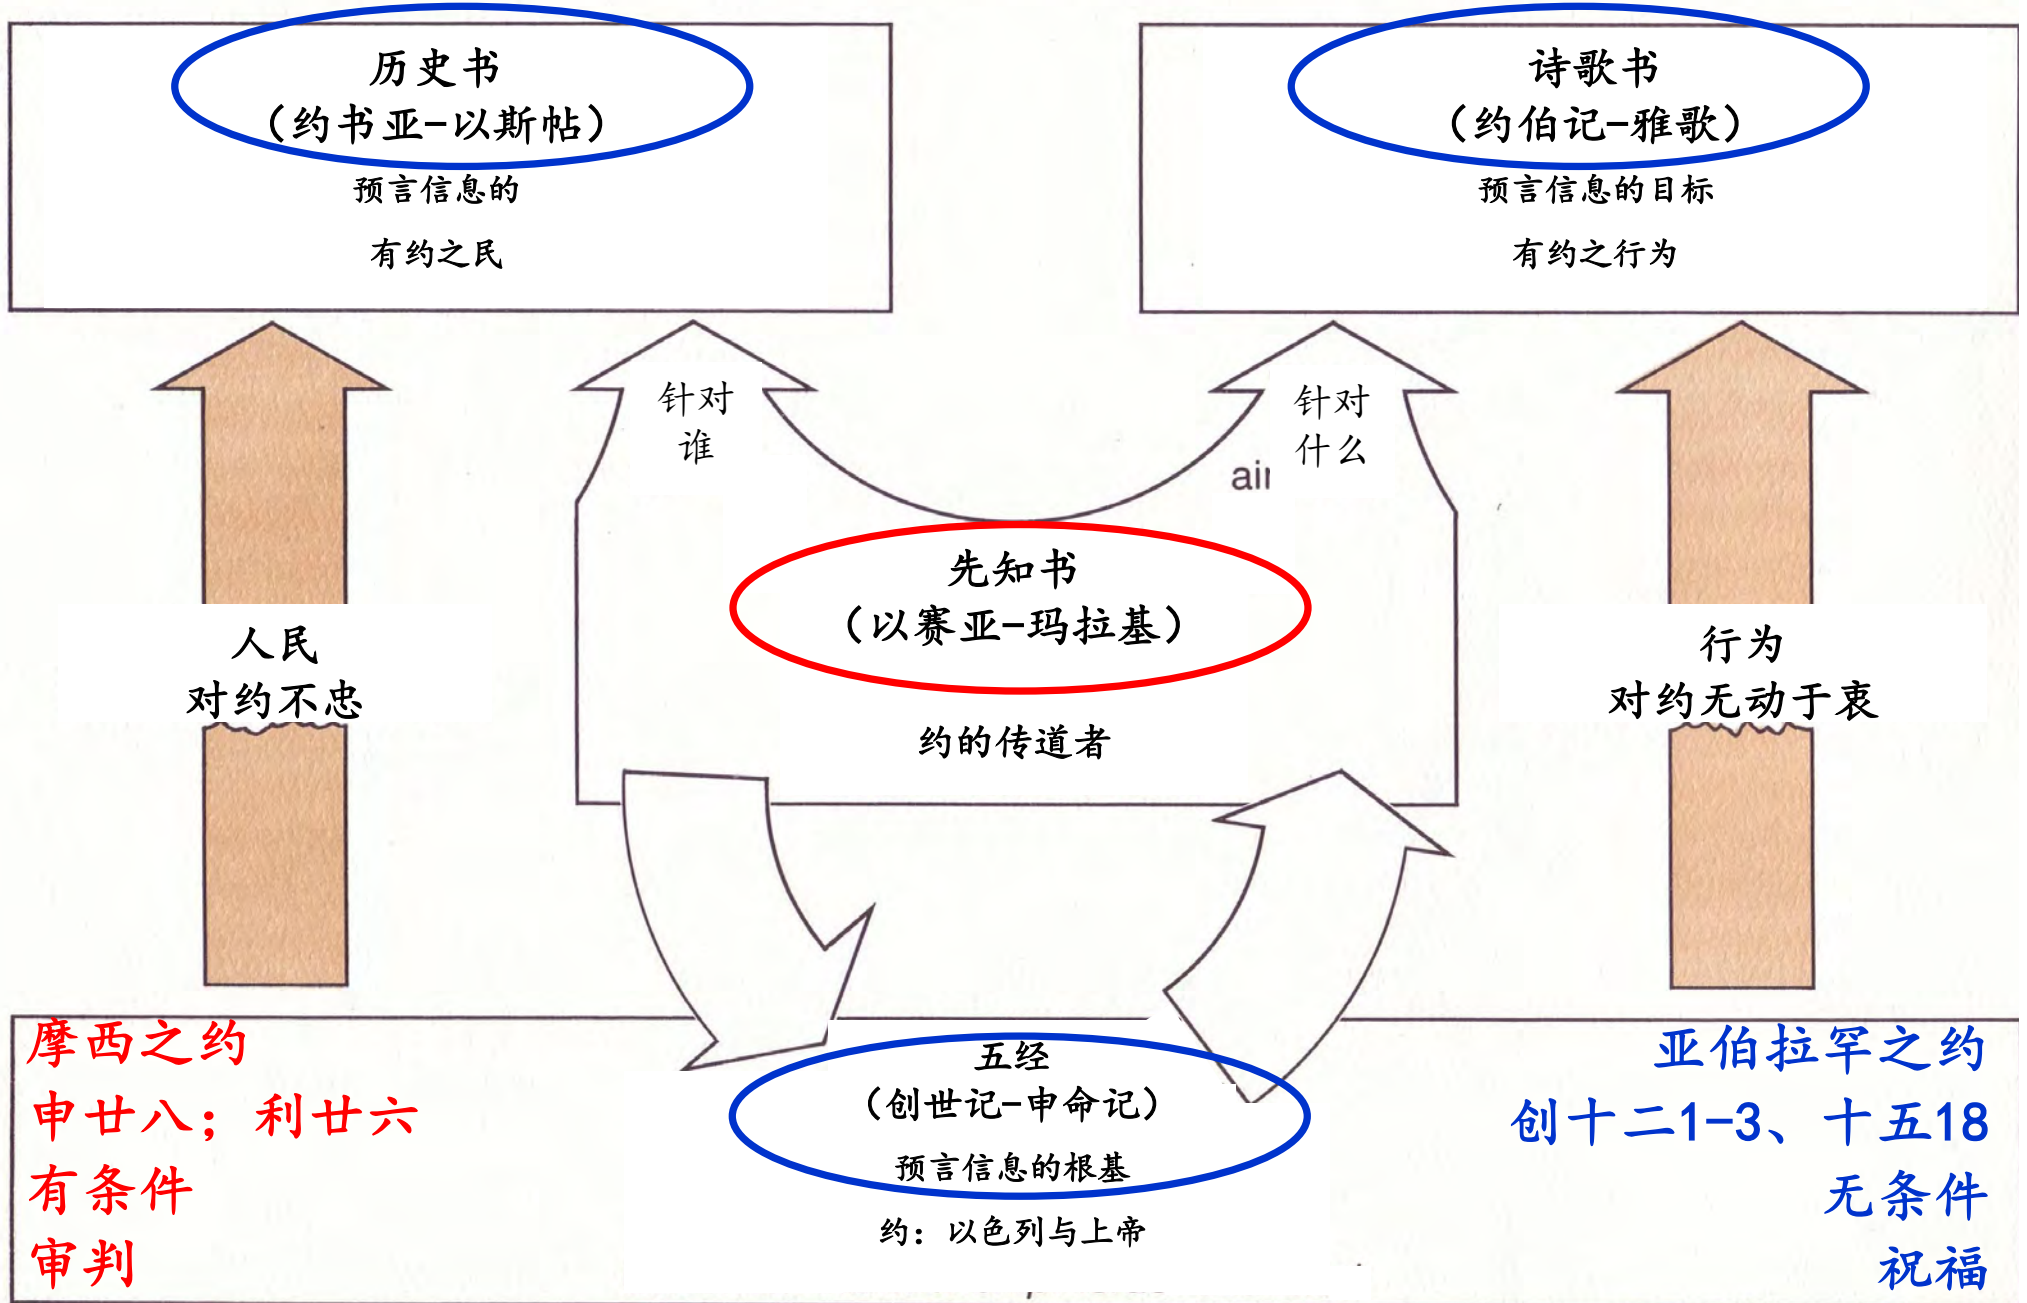 历史书
（约书亚-以斯帖）
预言信息的
有约之民
诗歌书
（约伯记-雅歌）
预言信息的目标
有约之行为
针对
谁
针对
什么
先知书
（以赛亚-玛拉基）
约的传道者
人民
对约不忠
行为
对约无动于衷
摩西之约
申廿八；利廿六
有条件
审判
五经
（创世记-申命记）
预言信息的根基
约：以色列与上帝
亚伯拉罕之约
创十二1-3、十五18
无条件
祝福